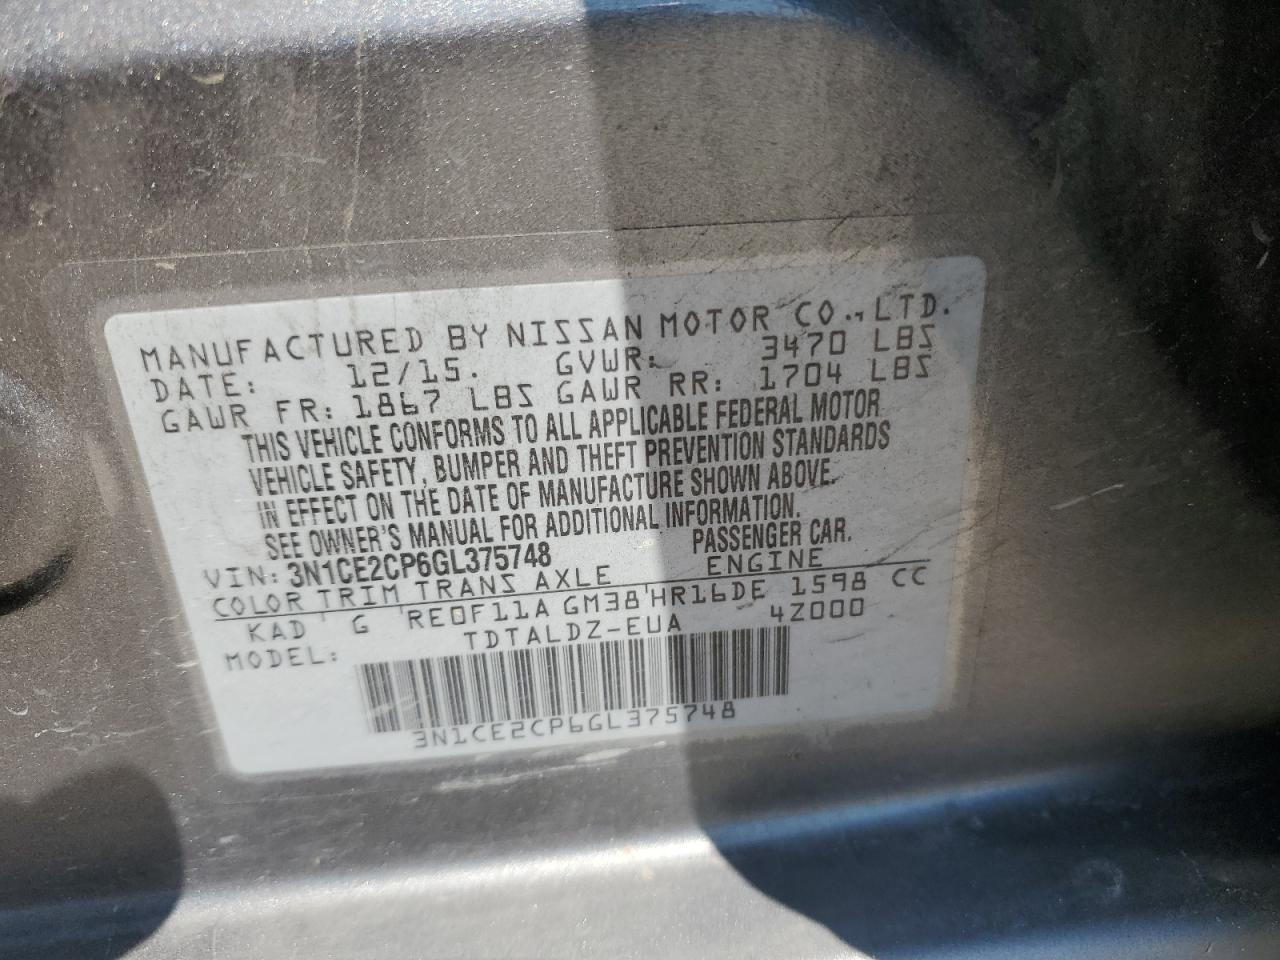 MANUFACTURED BY NISSAN MOTOR CO., LTD.
DATE: 12/15. GVWR: 3470 LBS
GAWR FR: 1867 LBS GAWR RR: 1704 LBS
THIS VEHICLE CONFORMS TO ALL APPLICABLE FEDERAL MOTOR
VEHICLE SAFETY, BUMPER AND THEFT PREVENTION STANDARDS
IN EFFECT ON THE DATE OF MANUFACTURE SHOWN ABOVE.
SEE OWNER'S MANUAL FOR ADDITIONAL INFORMATION.
VIN: 3N1CE2CP6GL375748 PASSENGER CAR.
COLOR TRIM TRANS AXLE ENGINE
KAD G RE0F11A GM38 HR16DE 1598 CC
MODEL: TDTALDZ-EUA 4Z000
3N1CE2CP6GL375748